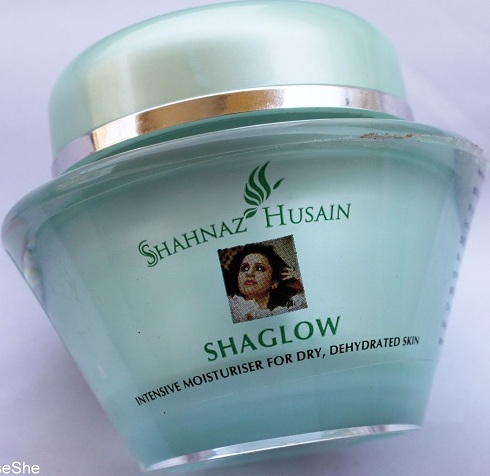 SHAHNAZ HUSAIN
SHAGLOW
INTENSIVE MOISTURISER FOR DRY, DEHYDRATED SKIN